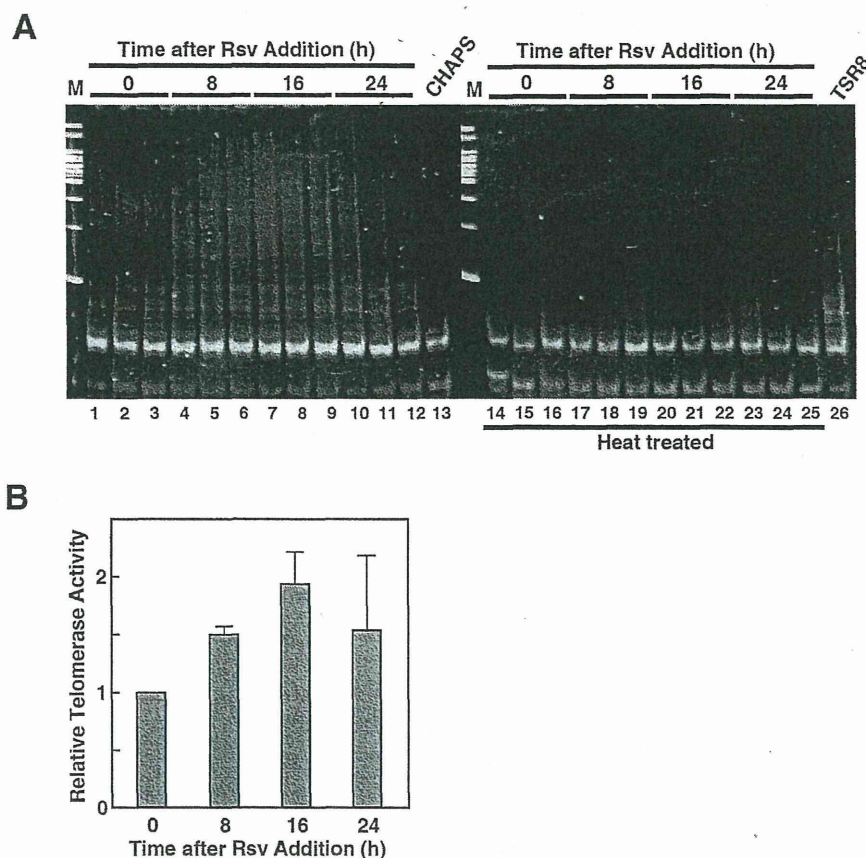 A
Time after Rsv Addition (h)
M 0 8 16 24 CHAPS
Time after Rsv Addition (h)
M 0 8 16 24 TSR8
1 2 3 4 5 6 7 8 9 10 11 12 13
14 15 16 17 18 19 20 21 22 23 24 25 26
Heat treated
B
Relative Telomerase Activity
2
1
0
0 8 16 24
Time after Rsv Addition (h)